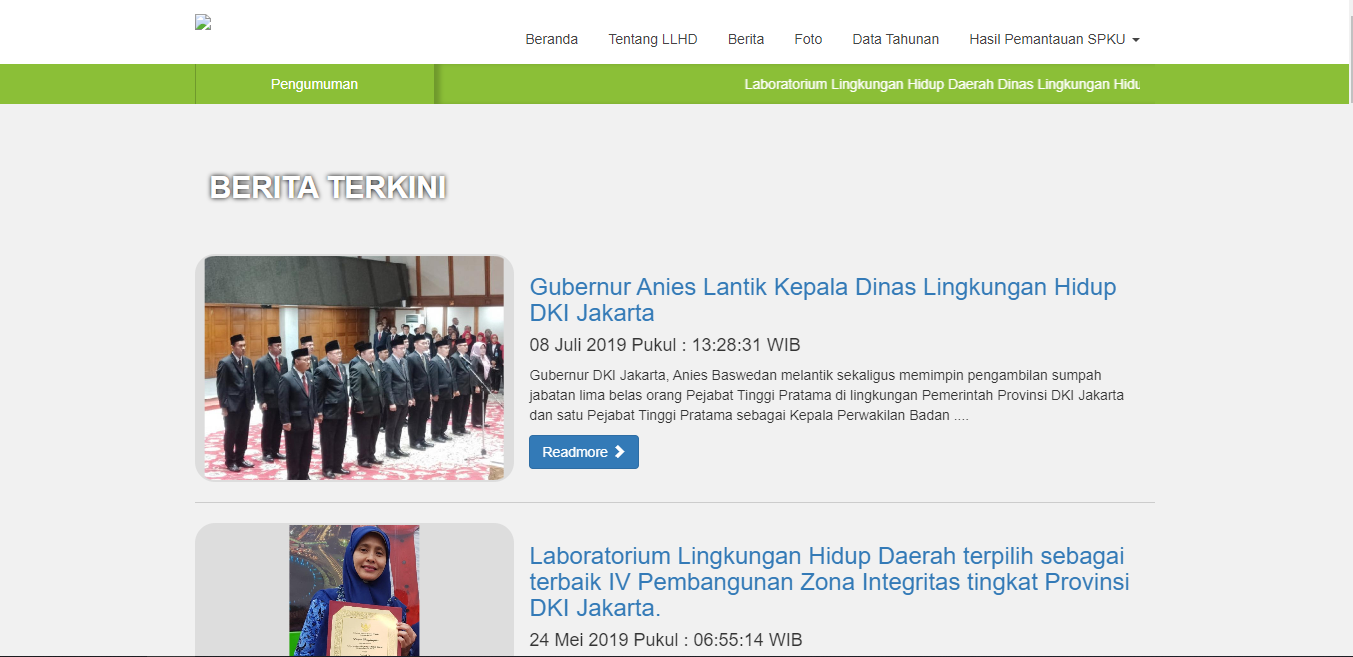 Beranda Tentang LLHD Berita Foto Data Tahunan Hasil Pemantauan SPKU
Pengumuman Laboratorium Lingkungan Hidup Daerah Dinas Lingkungan
BERITA TERKINI
Gubernur Anies Lantik Kepala Dinas Lingkungan Hidup
DKI Jakarta
08 Juli 2019 Pukul : 13:28:31 WIB
Gubernur DKI Jakarta, Anies Baswedan melantik sekaligus memimpin pengambilan sumpah
jabatan lima belas orang Pejabat Tinggi Pratama di lingkungan Pemerintah Provinsi DKI Jakarta
dan satu Pejabat Tinggi Pratama sebagai Kepala Perwakilan Badan ....
Readmore
Laboratorium Lingkungan Hidup Daerah terpilih sebagai
terbaik IV Pembangunan Zona Integritas tingkat Provinsi
DKI Jakarta.
24 Mei 2019 Pukul : 06:55:14 WIB